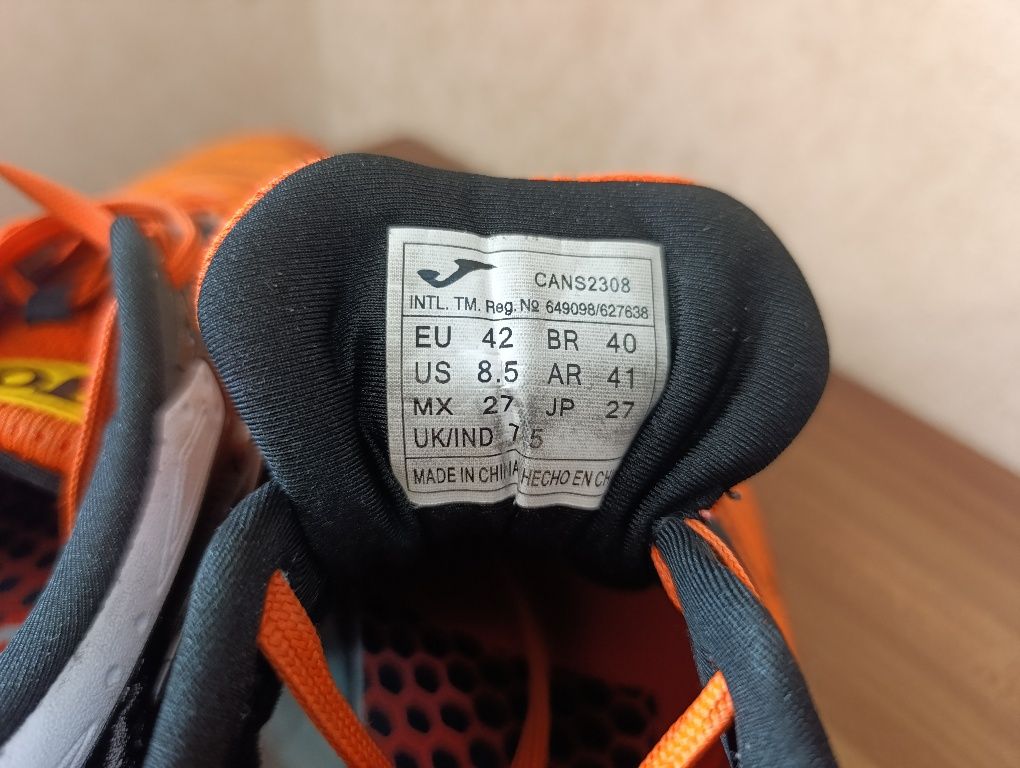 CANS2308
INTL. TM. Reg. Nº 649098/627638
EU 42 BR 40
US 8.5 AR 41
MX 27 JP 27
UK/IND 7 5
MADE IN CHINA HECHO EN CH